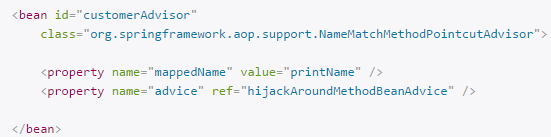 <bean id="customerAdvisor"
class="org.springframework.aop.support.NameMatchMethodPointcutAdvisor">
<property name="mappedName" value="printName" />
<property name="advice" ref="hijackAroundMethodBeanAdvice" />
</bean>